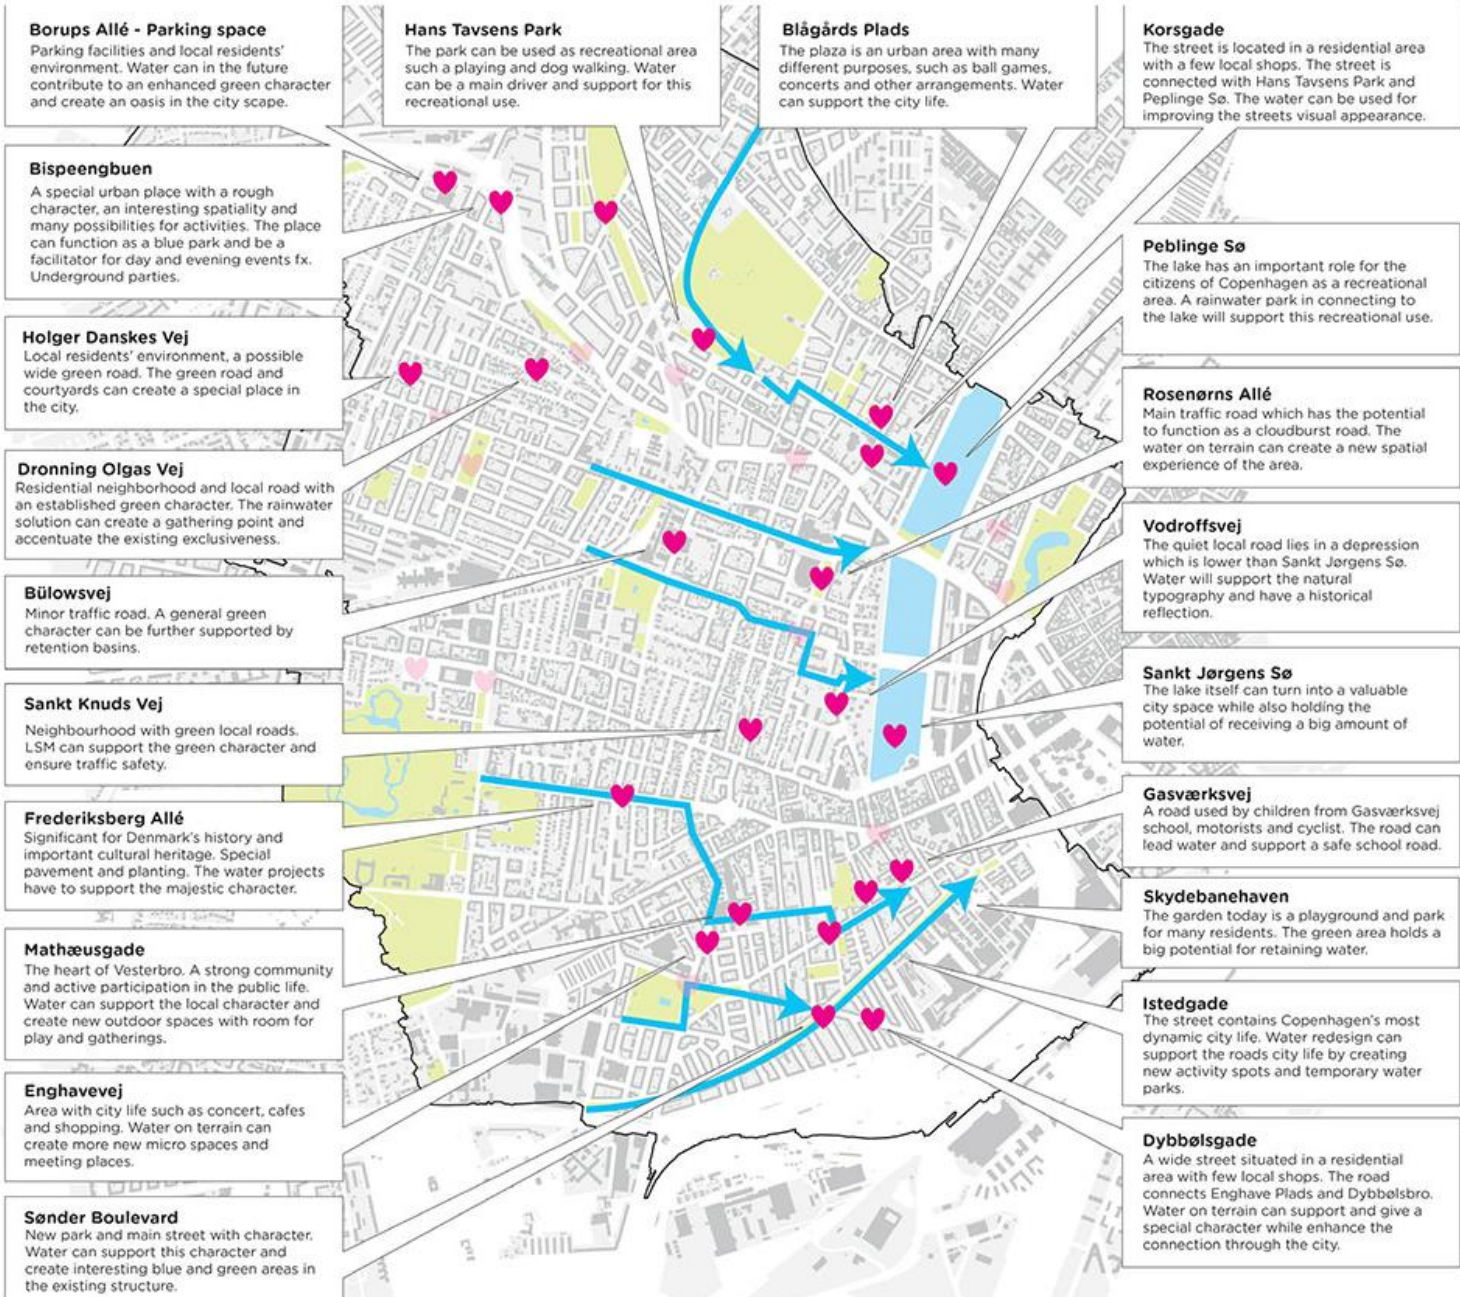 Borups Allé - Parking space
Parking facilities and local residents'
environment. Water can in the future
contribute to an enhanced green character
and create an oasis in the city scape.
Hans Tavsens Park
The park can be used as recreational area
such a playing and dog walking. Water
can be a main driver and support for this
recreational use.
Blågårds Plads
The plaza is an urban area with many
different purposes, such as ball games,
concerts and other arrangements. Water
can support the city life.
Korsgade
The street is located in a residential area
with a few local shops. The street is
connected with Hans Tavsens Park and
Peplinge Sø. The water can be used for
improving the streets visual appearance.
Bispeengbuen
A special urban place with a rough
character, an interesting spatiality and
many possibilities for activities. The place
can function as a blue park and be a
facilitator for day and evening events fx.
Underground parties.
Holger Danskes Vej
Local residents' environment, a possible
wide green road. The green road and
courtyards can create a special place in
the city.
Dronning Olgas Vej
Residential neighborhood and local road with
an established green character. The rainwater
solution can create a gathering point and
accentuate the existing exclusiveness.
Bülowsvej
Minor traffic road. A general green
character can be further supported by
retention basins.
Sankt Knuds Vej
Neighbourhood with green local roads.
LSM can support the green character and
ensure traffic safety.
Frederiksberg Allé
Significant for Denmark's history and
important cultural heritage. Special
pavement and planting. The water projects
have to support the majestic character.
Mathæusgade
The heart of Vesterbro. A strong community
and active participation in the public life.
Water can support the local character and
create new outdoor spaces with room for
play and gatherings.
Enghavevej
Area with city life such as concert, cafes
and shopping. Water on terrain can
create more new micro spaces and
meeting places.
Sønder Boulevard
New park and main street with character.
Water can support this character and
create interesting blue and green areas in
the existing structure.
Peblinge Sø
The lake has an important role for the
citizens of Copenhagen as a recreational
area. A rainwater park in connecting to
the lake will support this recreational use.
Rosenørns Allé
Main traffic road which has the potential
to function as a cloudburst road. The
water on terrain can create a new spatial
experience of the area.
Vodroffsvej
The quiet local road lies in a depression
which is lower than Sankt Jørgens Sø.
Water will support the natural
typography and have a historical
reflection.
Sankt Jørgens Sø
The lake itself can turn into a valuable
city space while also holding the
potential of receiving a big amount of
water.
Gasværksvej
A road used by children from Gasværksvej
school, motorists and cyclist. The road can
lead water and support a safe school road.
Skydebanehaven
The garden today is a playground and park
for many residents. The green area holds a
big potential for retaining water.
Istedgade
The street contains Copenhagen's most
dynamic city life. Water redesign can
support the roads city life by creating
new activity spots and temporary water
parks.
Dybbølsgade
A wide street situated in a residential
area with few local shops. The road
connects Enghave Plads and Dybbølsbro.
Water on terrain can support and give a
special character while enhance the
connection through the city.